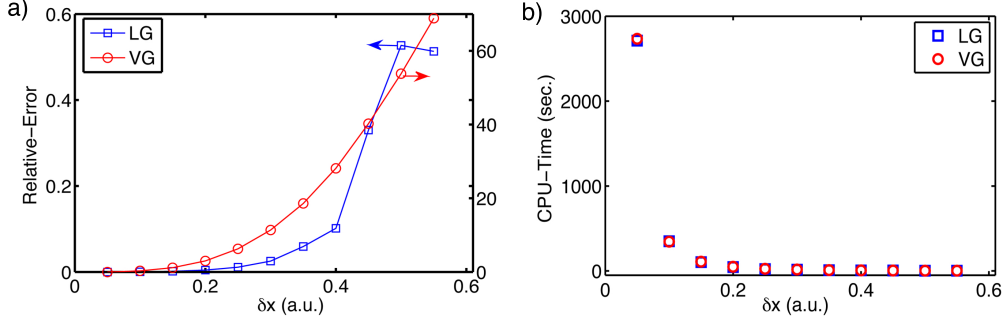 a)
Relative-Error
0.6
0.4
0.2
0
LG
VG
60
40
20
0
0
0.2
0.4
0.6
δx (a.u.)
b)
CPU-Time (sec.)
3000
2000
1000
0
LG
VG
0
0.2
0.4
0.6
δx (a.u.)